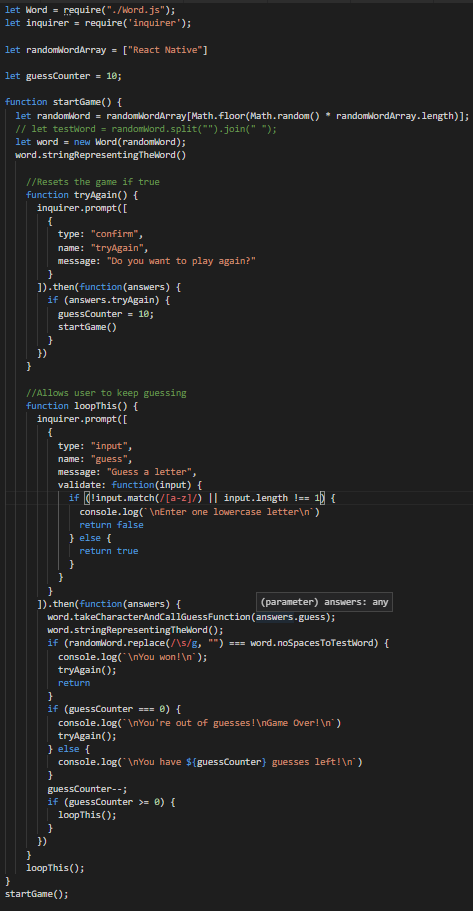 let Word = require("./Word.js");
let inquirer = require('inquirer');
let randomWordArray = ["React Native"]
let guessCounter = 10;
function startGame() {
let randomWord = randomWordArray[Math.floor(Math.random() * randomWordArray.length)];
// let testWord = randomWord.split("").join(" ");
let word = new Word(randomWord);
word.stringRepresentingTheWord()
//Resets the game if true
function tryAgain() {
inquirer.prompt([
{
type: "confirm",
name: "tryAgain",
message: "Do you want to play again?"
}
]).then(function(answers) {
if (answers.tryAgain) {
guessCounter = 10;
startGame()
}
})
}
//Allows user to keep guessing
function loopThis() {
inquirer.prompt([
{
type: "input",
name: "guess",
message: "Guess a letter",
validate: function(input) {
if (!input.match(/[a-z]/) || input.length !== 1) {
console.log(`\nEnter one lowercase letter\n`)
return false
} else {
return true
}
}
}
]).then(function(answers) {
(parameter) answers: any
word.takeCharacterAndCallGuessFunction(answers.guess);
word.stringRepresentingTheWord();
if (randomWord.replace(/\s/g, "") === word.noSpacesToTestWord) {
console.log(`\nYou won!\n`);
tryAgain();
return
}
if (guessCounter === 0) {
console.log(`\nYou're out of guesses!\nGame Over!\n`)
tryAgain();
} else {
console.log(`\nYou have ${guessCounter} guesses left!\n`)
}
guessCounter--;
if (guessCounter >= 0) {
loopThis();
}
})
}
loopThis();
}
startGame();